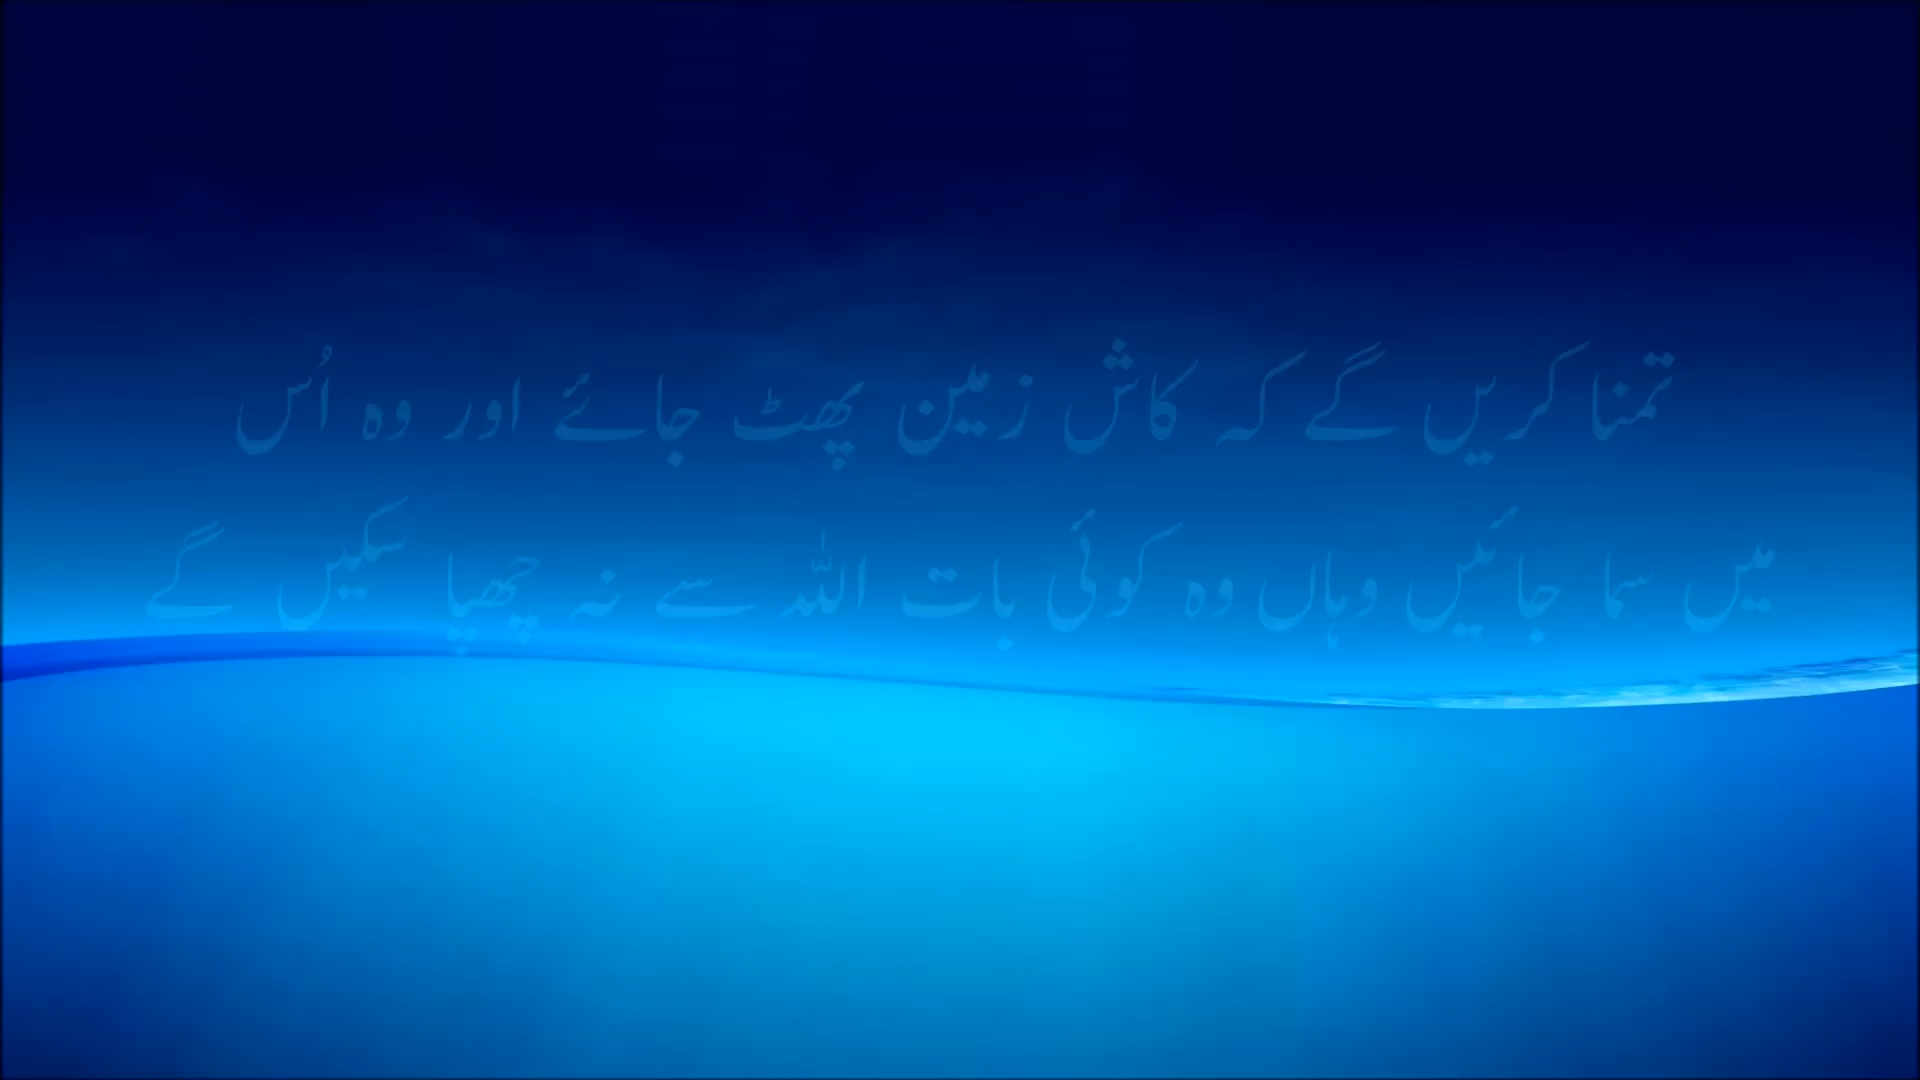 تمنا کریں گے کہ کاش زمین پھٹ جائے اور وہ اُس
میں سما جائیں وہاں وہ کوئی بات اللہ سے نہ چھپا سکیں گے